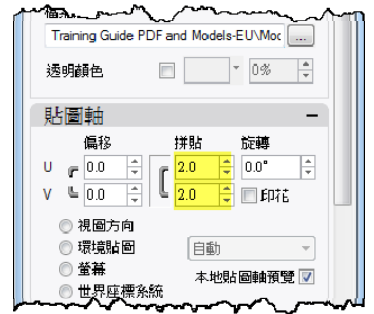 Training Guide PDF and Models-EU\Moc ...
透明顏色 0%
貼圖軸 −
偏移 拼貼 旋轉
U 0.0 2.0 0.0°
V 0.0 2.0 印花
視圖方向
環境貼圖 自動
螢幕 本地貼圖軸預覽
世界座標系統